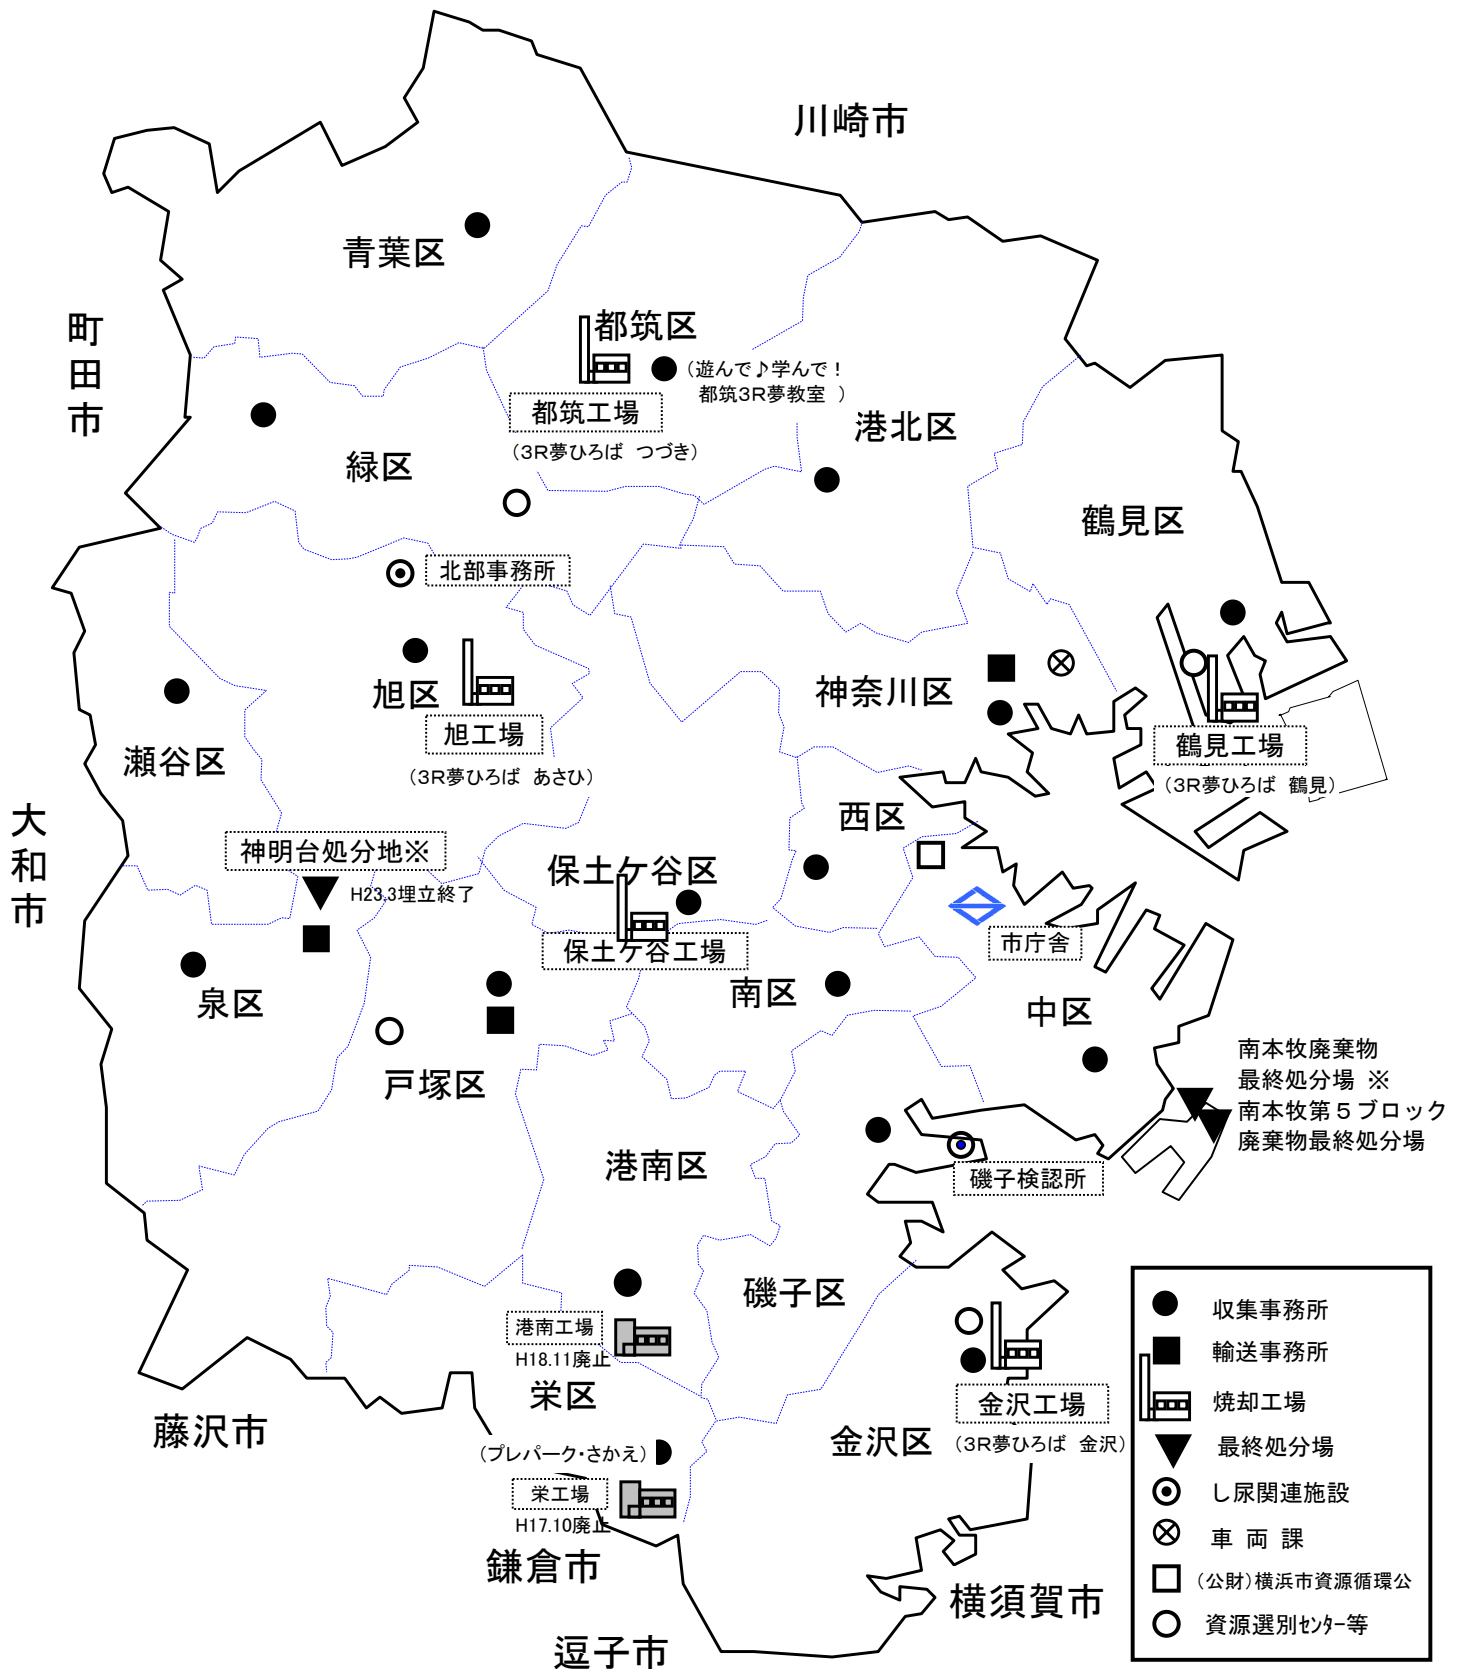 川崎市
青葉区
町田市
都筑区
(遊んで♪学んで!
都筑3R夢教室 )
都筑工場
(3R夢ひろば つづき)
港北区
緑区
鶴見区
北部事務所
旭区
旭工場
(3R夢ひろば あさひ)
神奈川区
鶴見工場
(3R夢ひろば 鶴見)
瀬谷区
大和市
西区
神明台処分地※
H23.3埋立終了
保土ケ谷区
保土ケ谷工場
市庁舎
泉区
南区
中区
戸塚区
南本牧廃棄物
最終処分場 ※
南本牧第5ブロック
廃棄物最終処分場
港南区
磯子検認所
磯子区
港南工場
H18.11廃止
栄区
金沢工場
(3R夢ひろば 金沢)
金沢区
藤沢市
(プレパーク・さかえ)
栄工場
H17.10廃止
鎌倉市
横須賀市
逗子市
収集事務所
輸送事務所
焼却工場
最終処分場
し尿関連施設
車 両 課
(公財)横浜市資源循環公
資源選別センター等